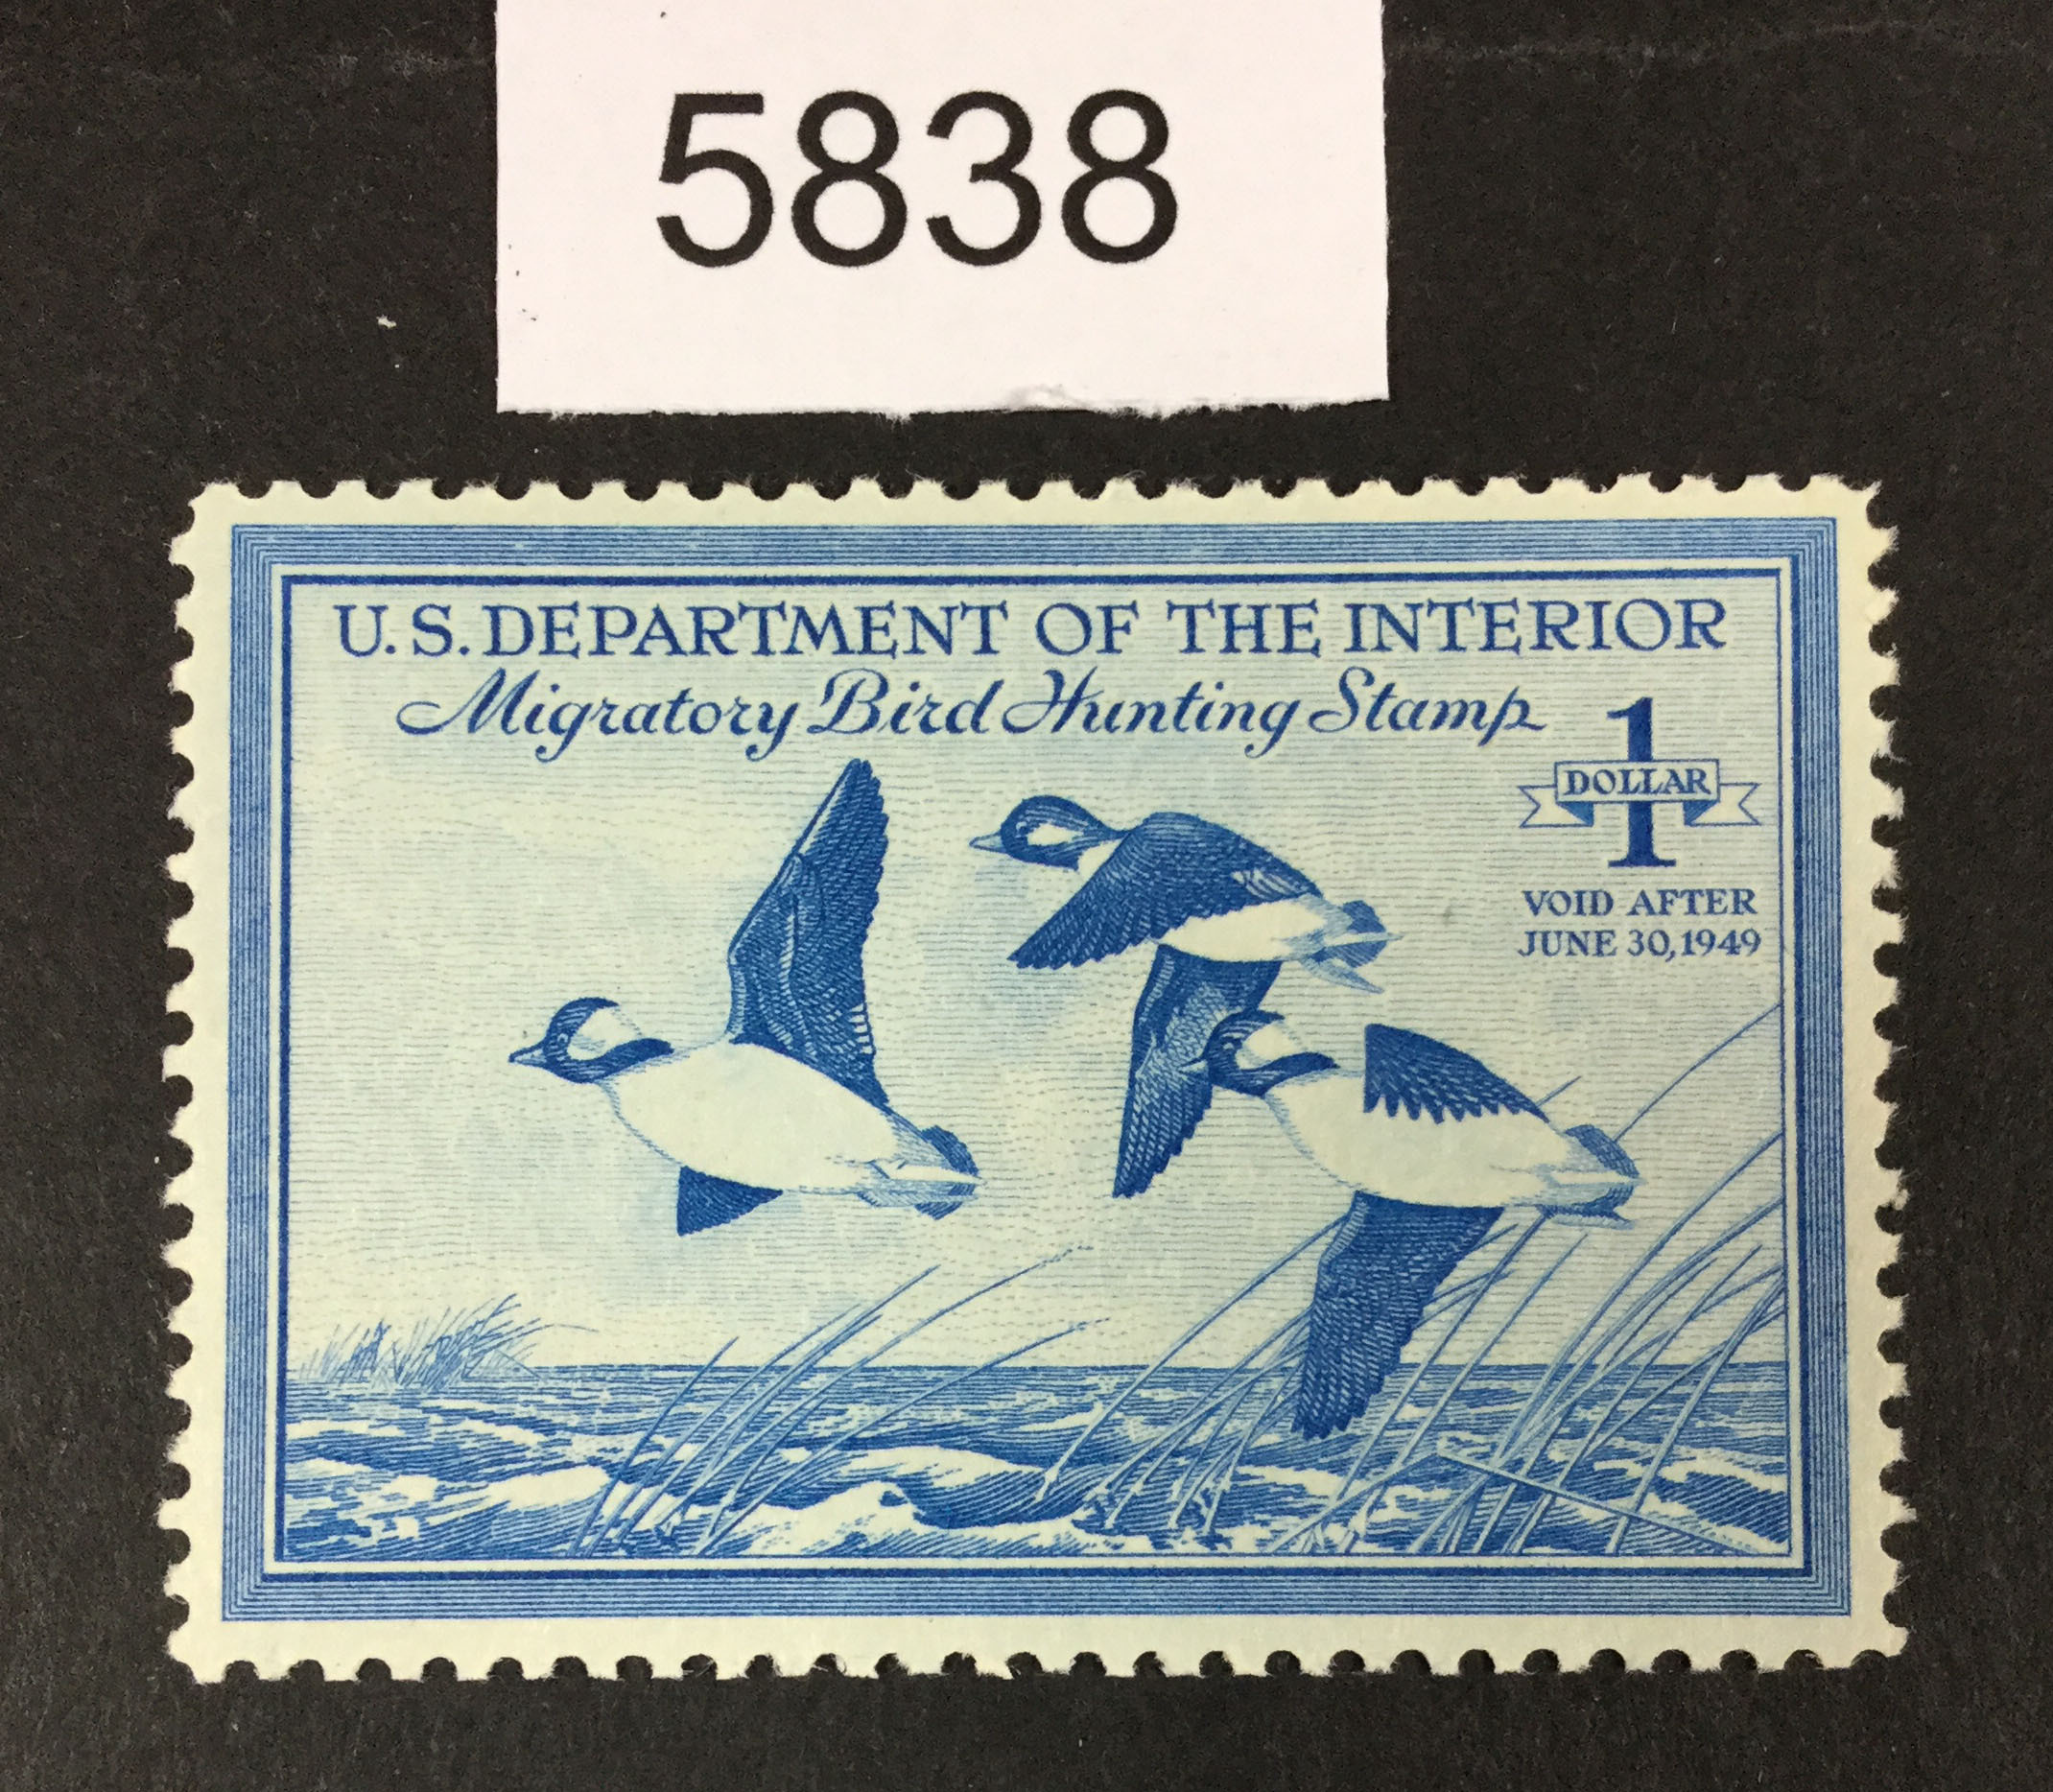 5838
U.S. DEPARTMENT OF THE INTERIOR
Migratory Bird Hunting Stamp
1
DOLLAR
VOID AFTER
JUNE 30, 1949